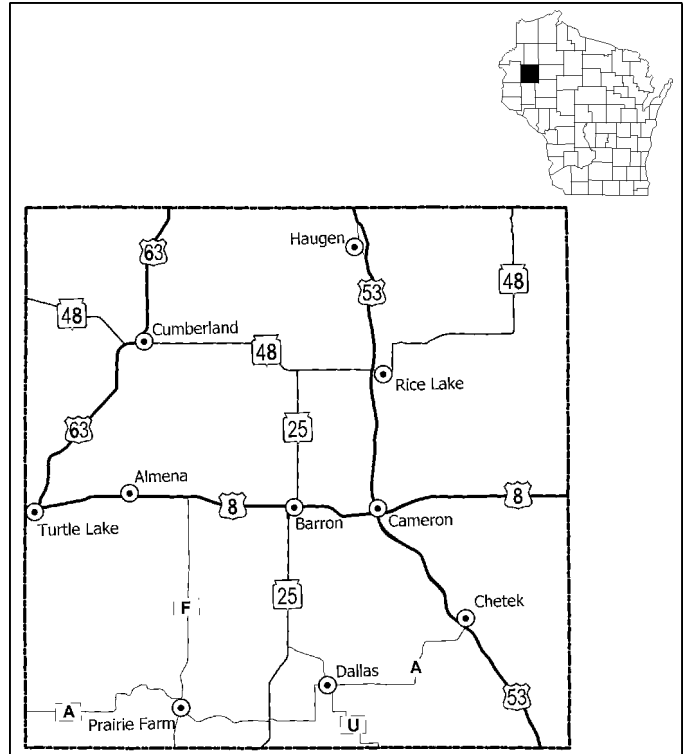 Haugen
63
53
48
48
Cumberland
48
Rice Lake
25
63
Almena
8
8
Turtle Lake
Barron
Cameron
25
F
Chetek
Dallas
A
53
A
Prairie Farm
U